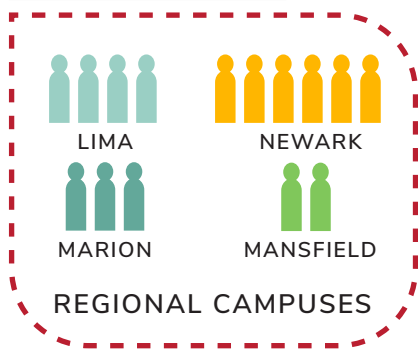 LIMA
NEWARK
MARION
MANSFIELD
REGIONAL CAMPUSES